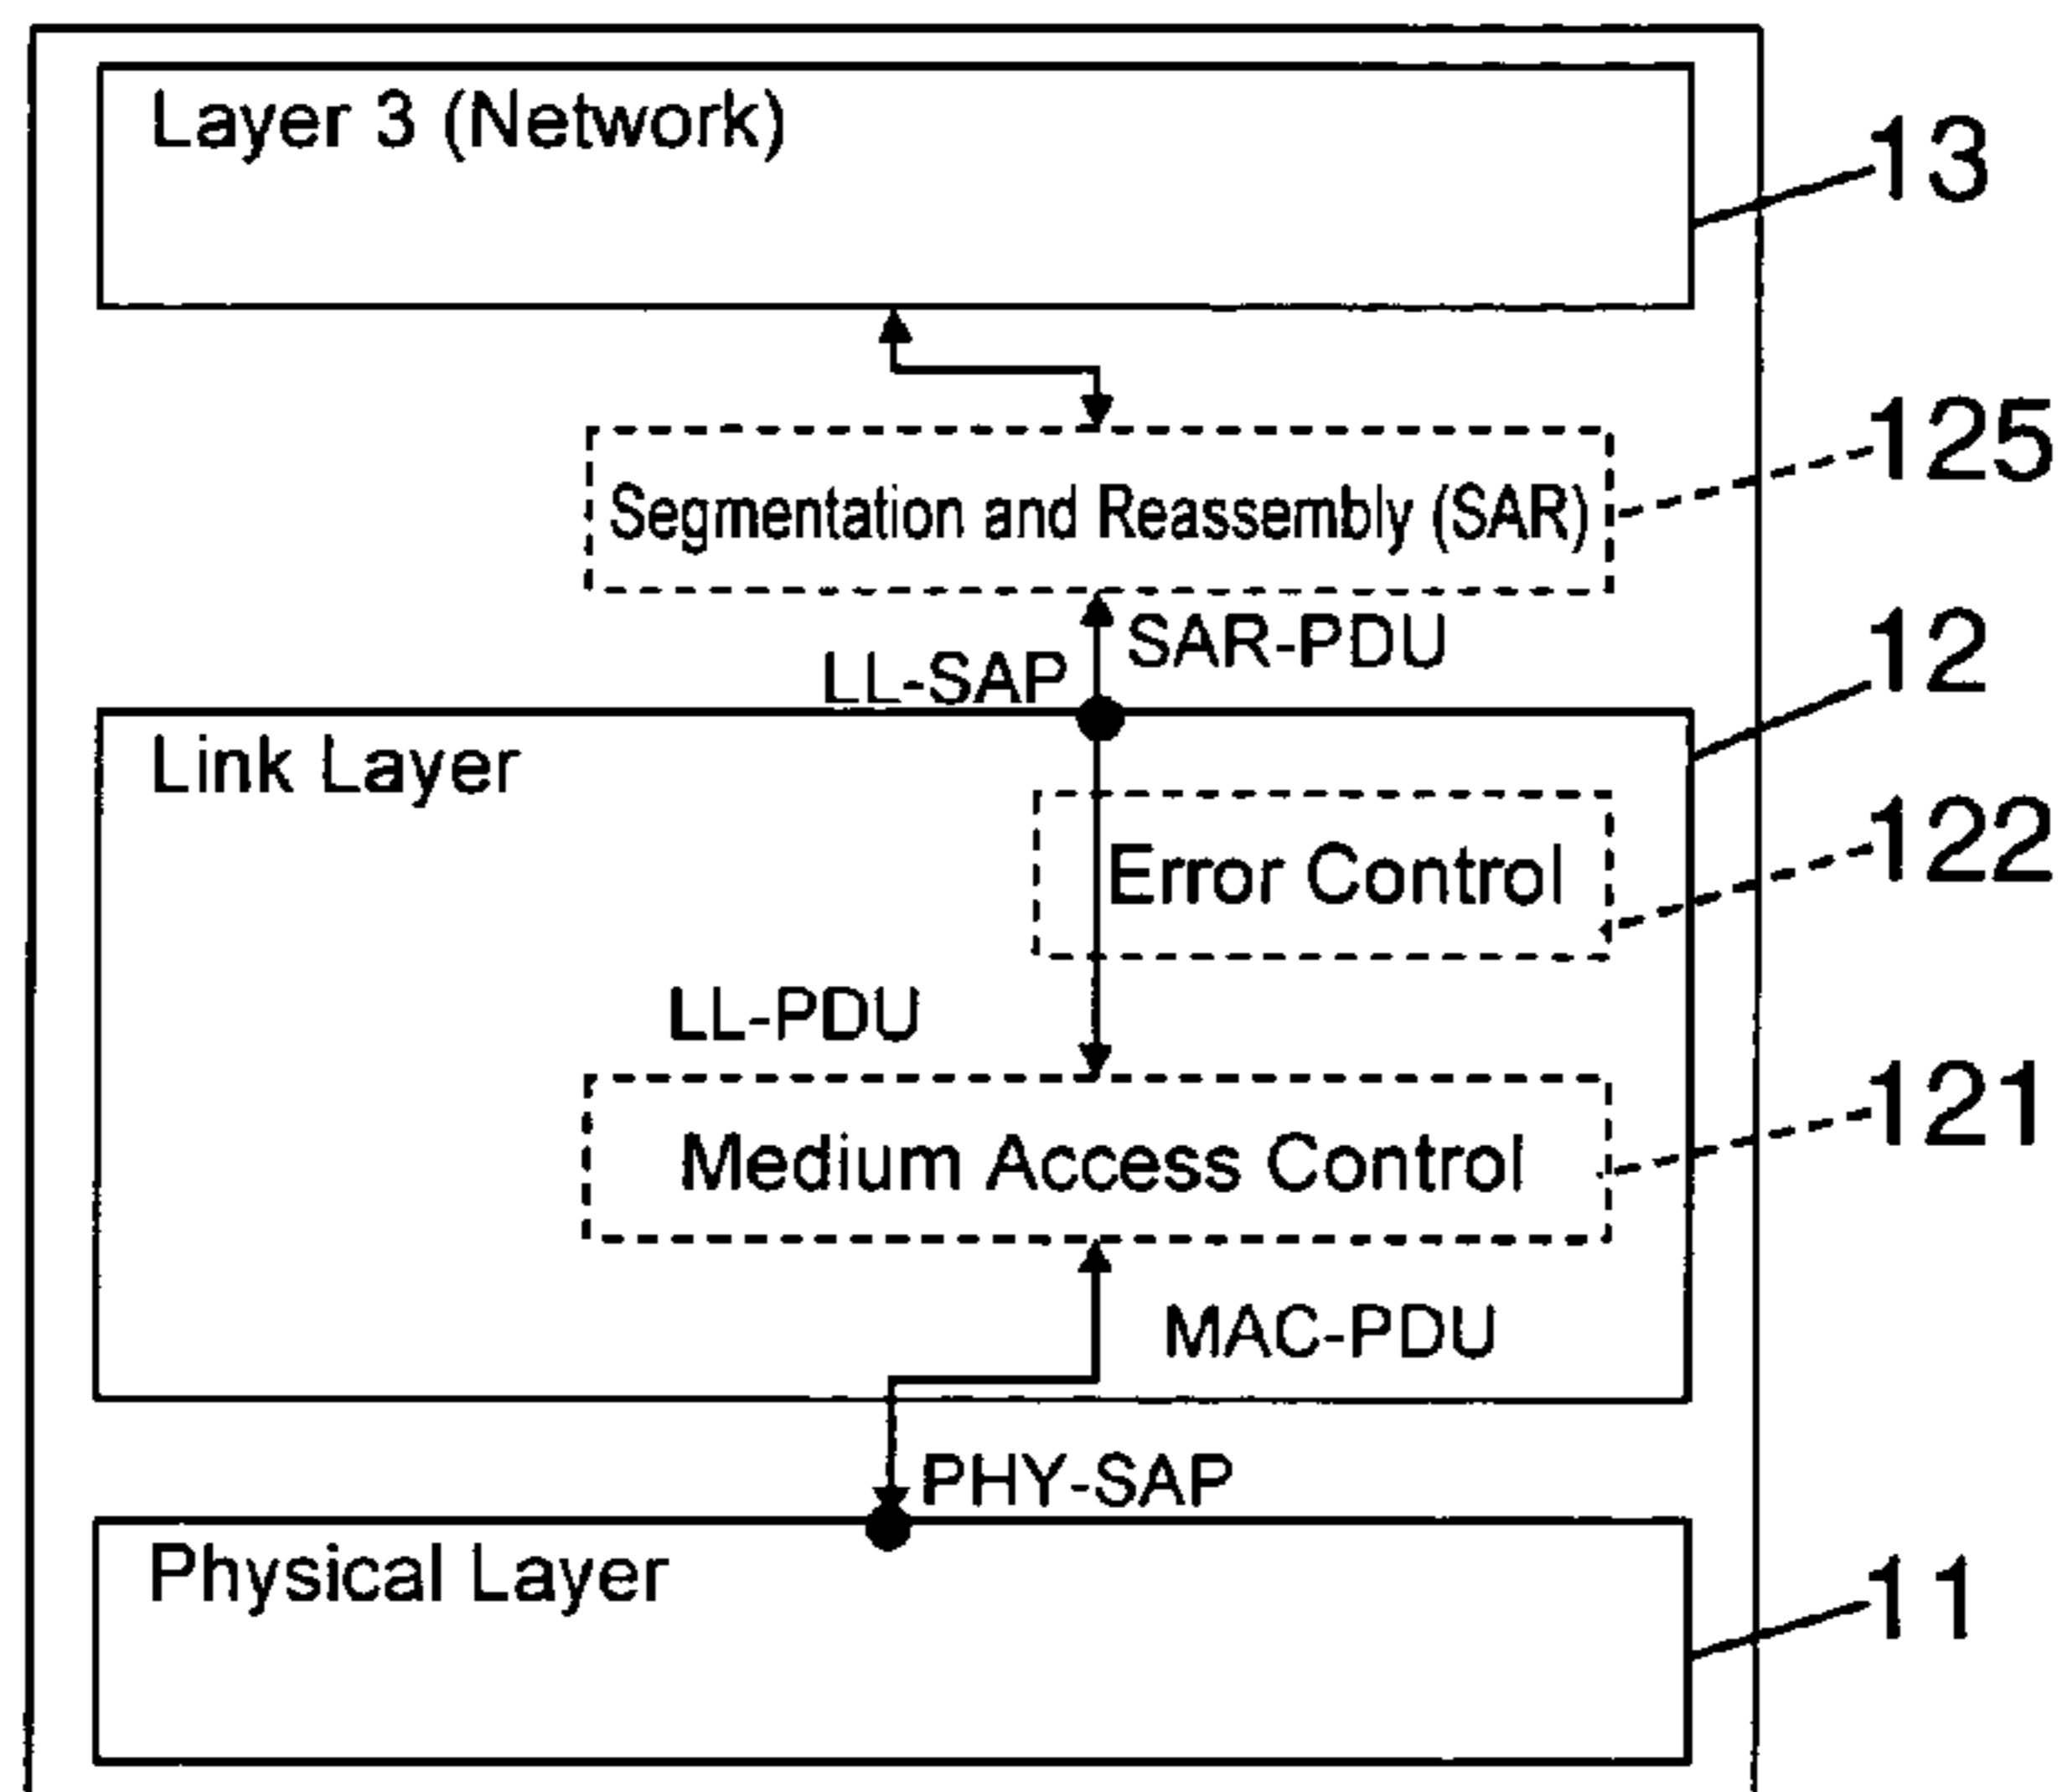 Layer 3 (Network)
13
125
Segmentation and Reassembly (SAR)
SAR-PDU
LL-SAP
12
Link Layer
122
Error Control
LL-PDU
121
Medium Access Control
MAC-PDU
PHY-SAP
Physical Layer
11